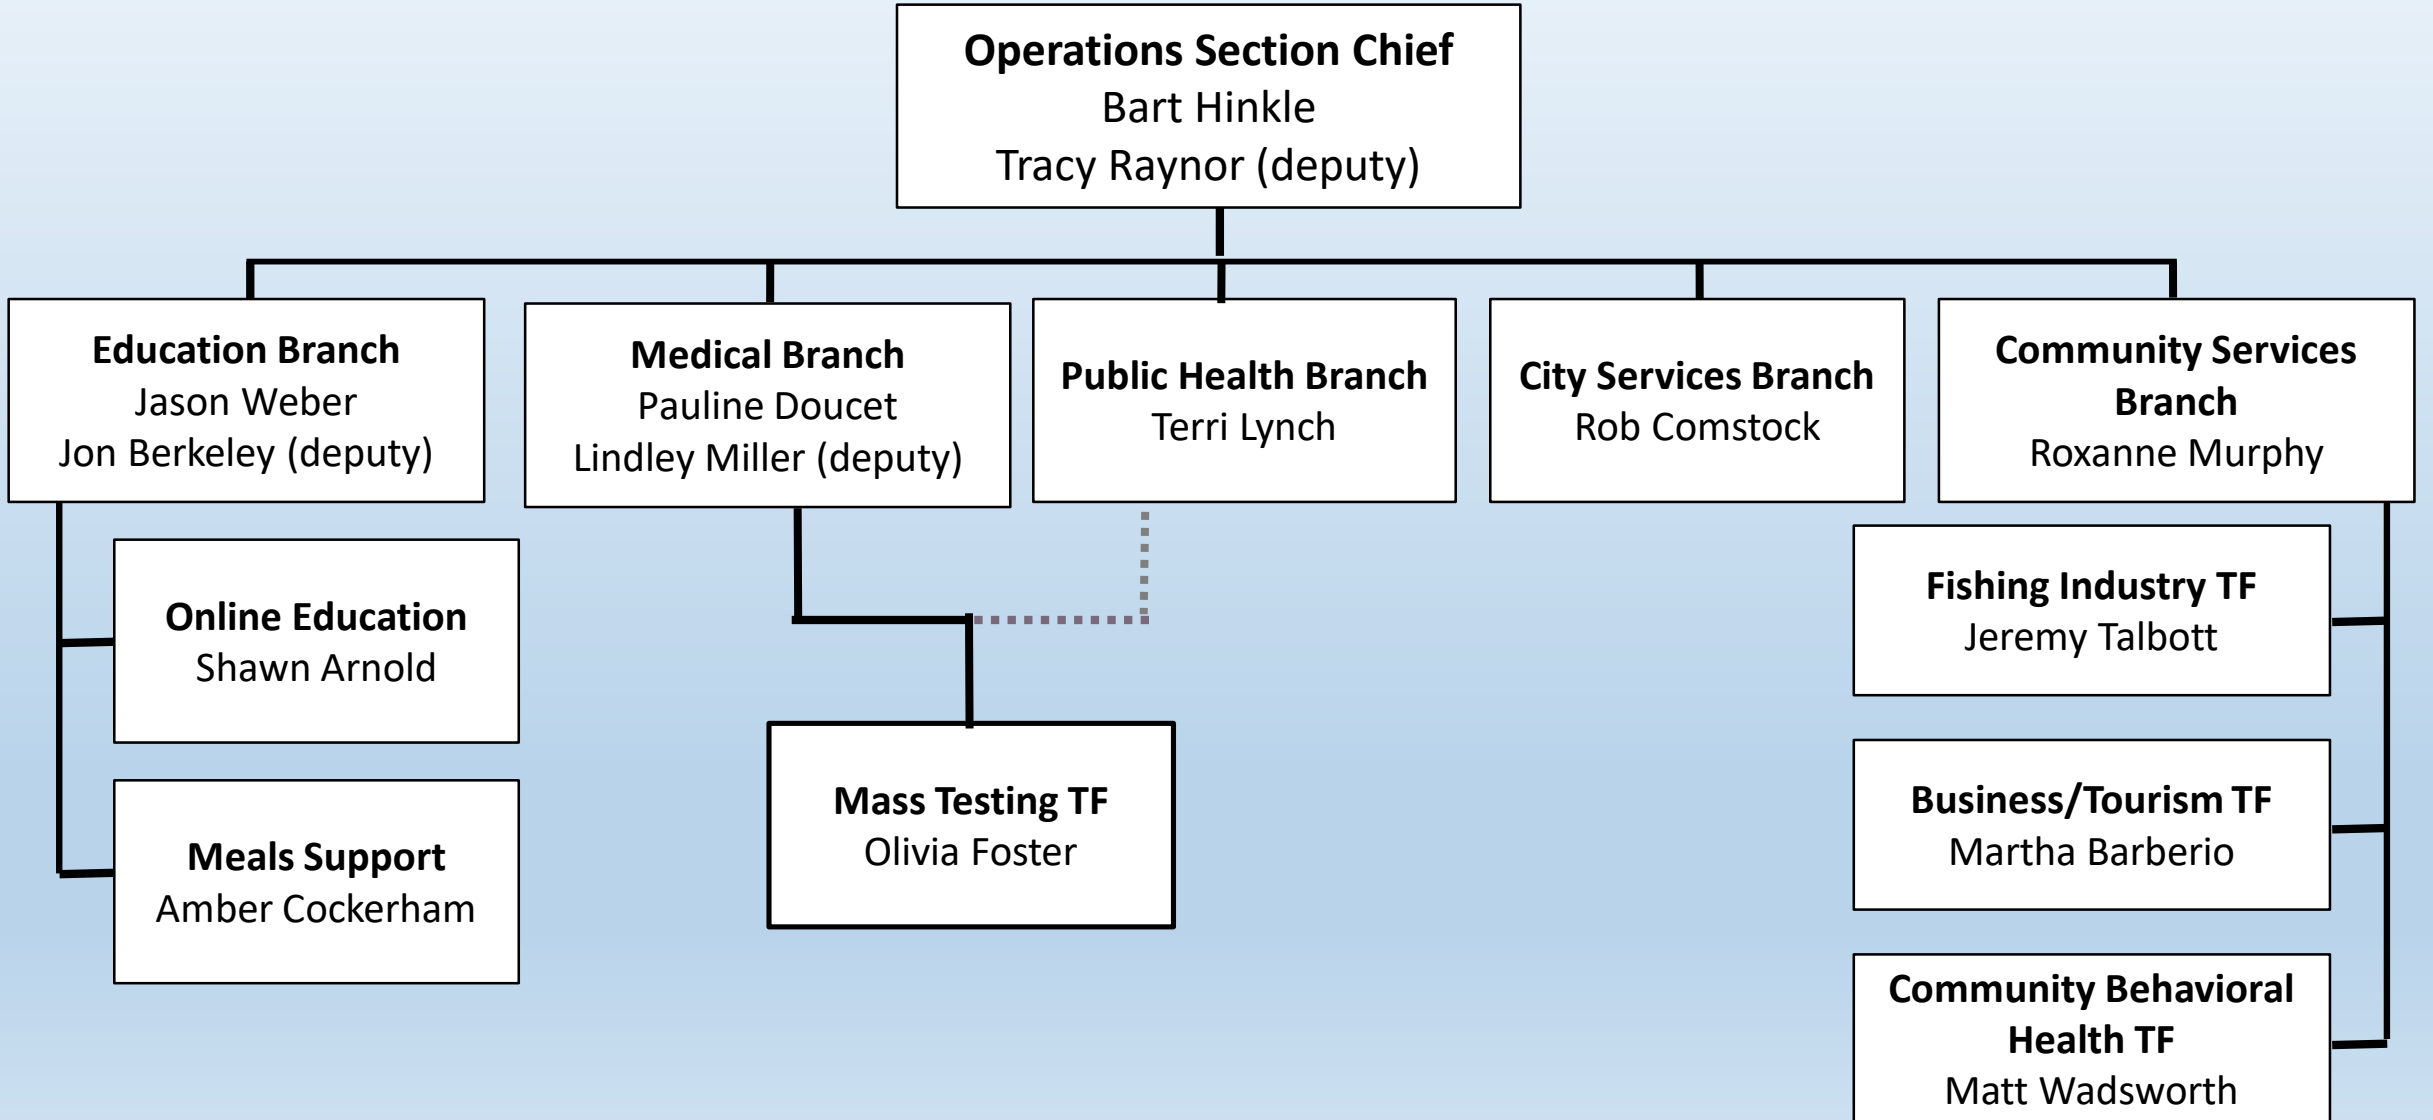 Operations Section Chief
Bart Hinkle
Tracy Raynor (deputy)
Education Branch
Jason Weber
Jon Berkeley (deputy)
Medical Branch
Pauline Doucet
Lindley Miller (deputy)
Public Health Branch
Terri Lynch
City Services Branch
Rob Comstock
Community Services
Branch
Roxanne Murphy
Online Education
Shawn Arnold
Meals Support
Amber Cockerham
Mass Testing TF
Olivia Foster
Fishing Industry TF
Jeremy Talbott
Business/Tourism TF
Martha Barberio
Community Behavioral
Health TF
Matt Wadsworth